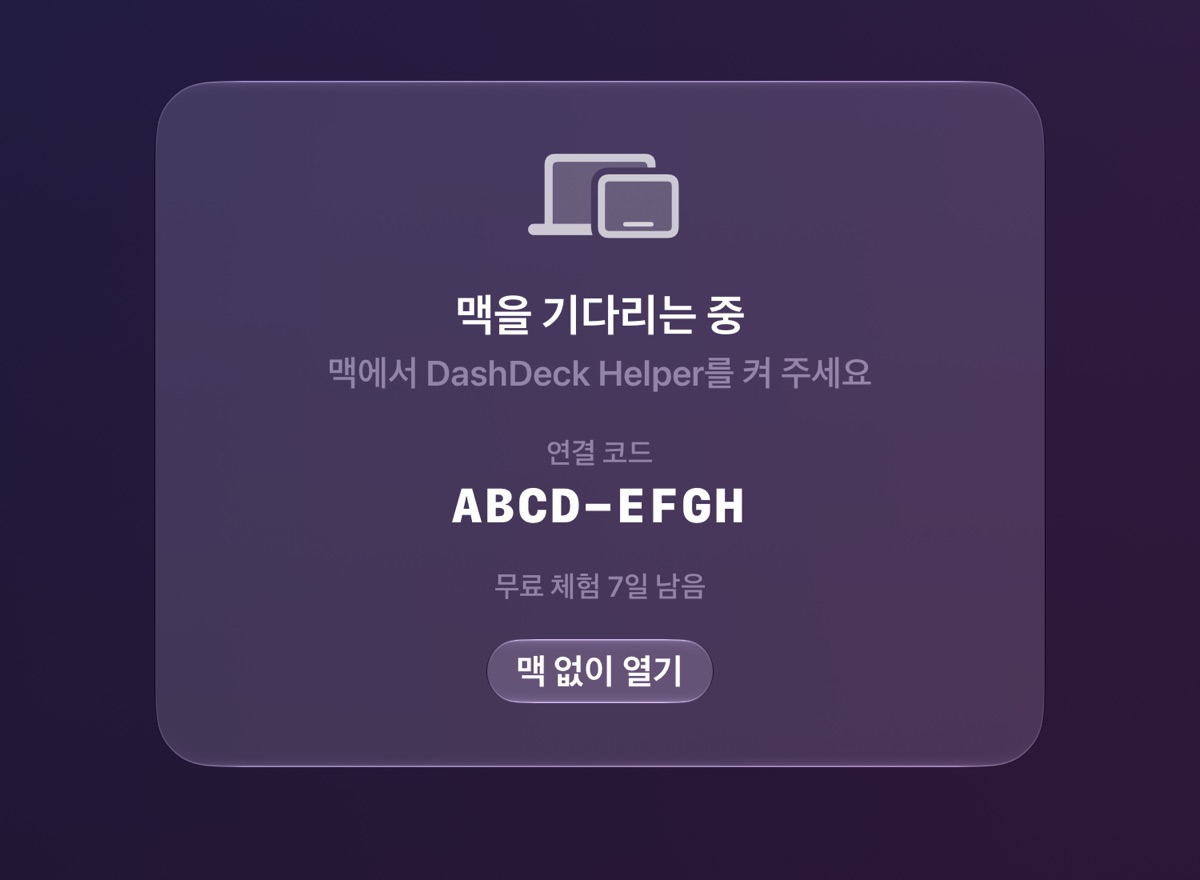 맥을 기다리는 중
맥에서 DashDeck Helper를 켜 주세요
연결 코드
ABCD-EFGH
무료 체험 7일 남음
맥 없이 열기